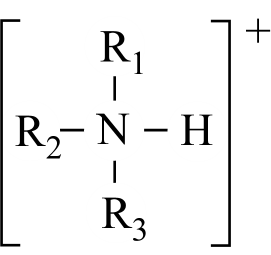 R1
R2 – N – H
R3
+